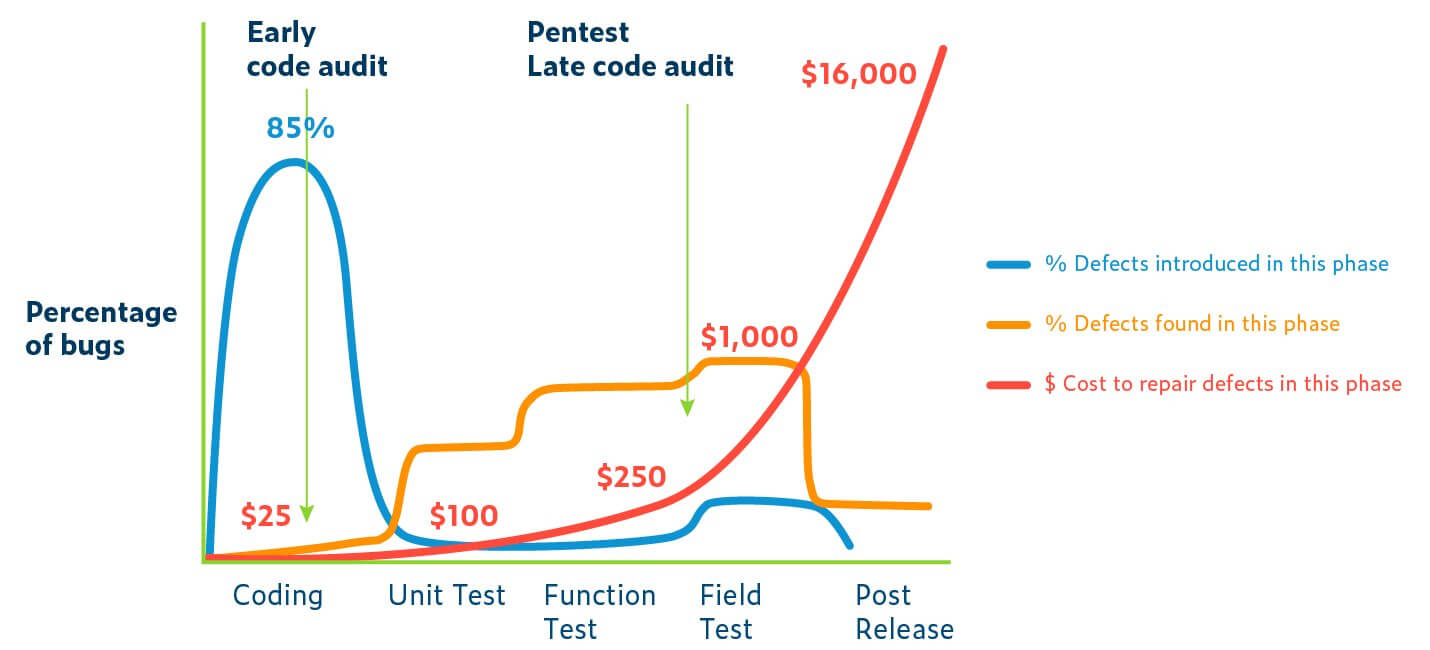 Early
code audit
Pentest
Late code audit
$16,000
85%
Percentage
of bugs
$1,000
$250
$25
$100
% Defects introduced in this phase
% Defects found in this phase
$ Cost to repair defects in this phase
Coding
Unit Test
Function
Test
Field
Test
Post
Release